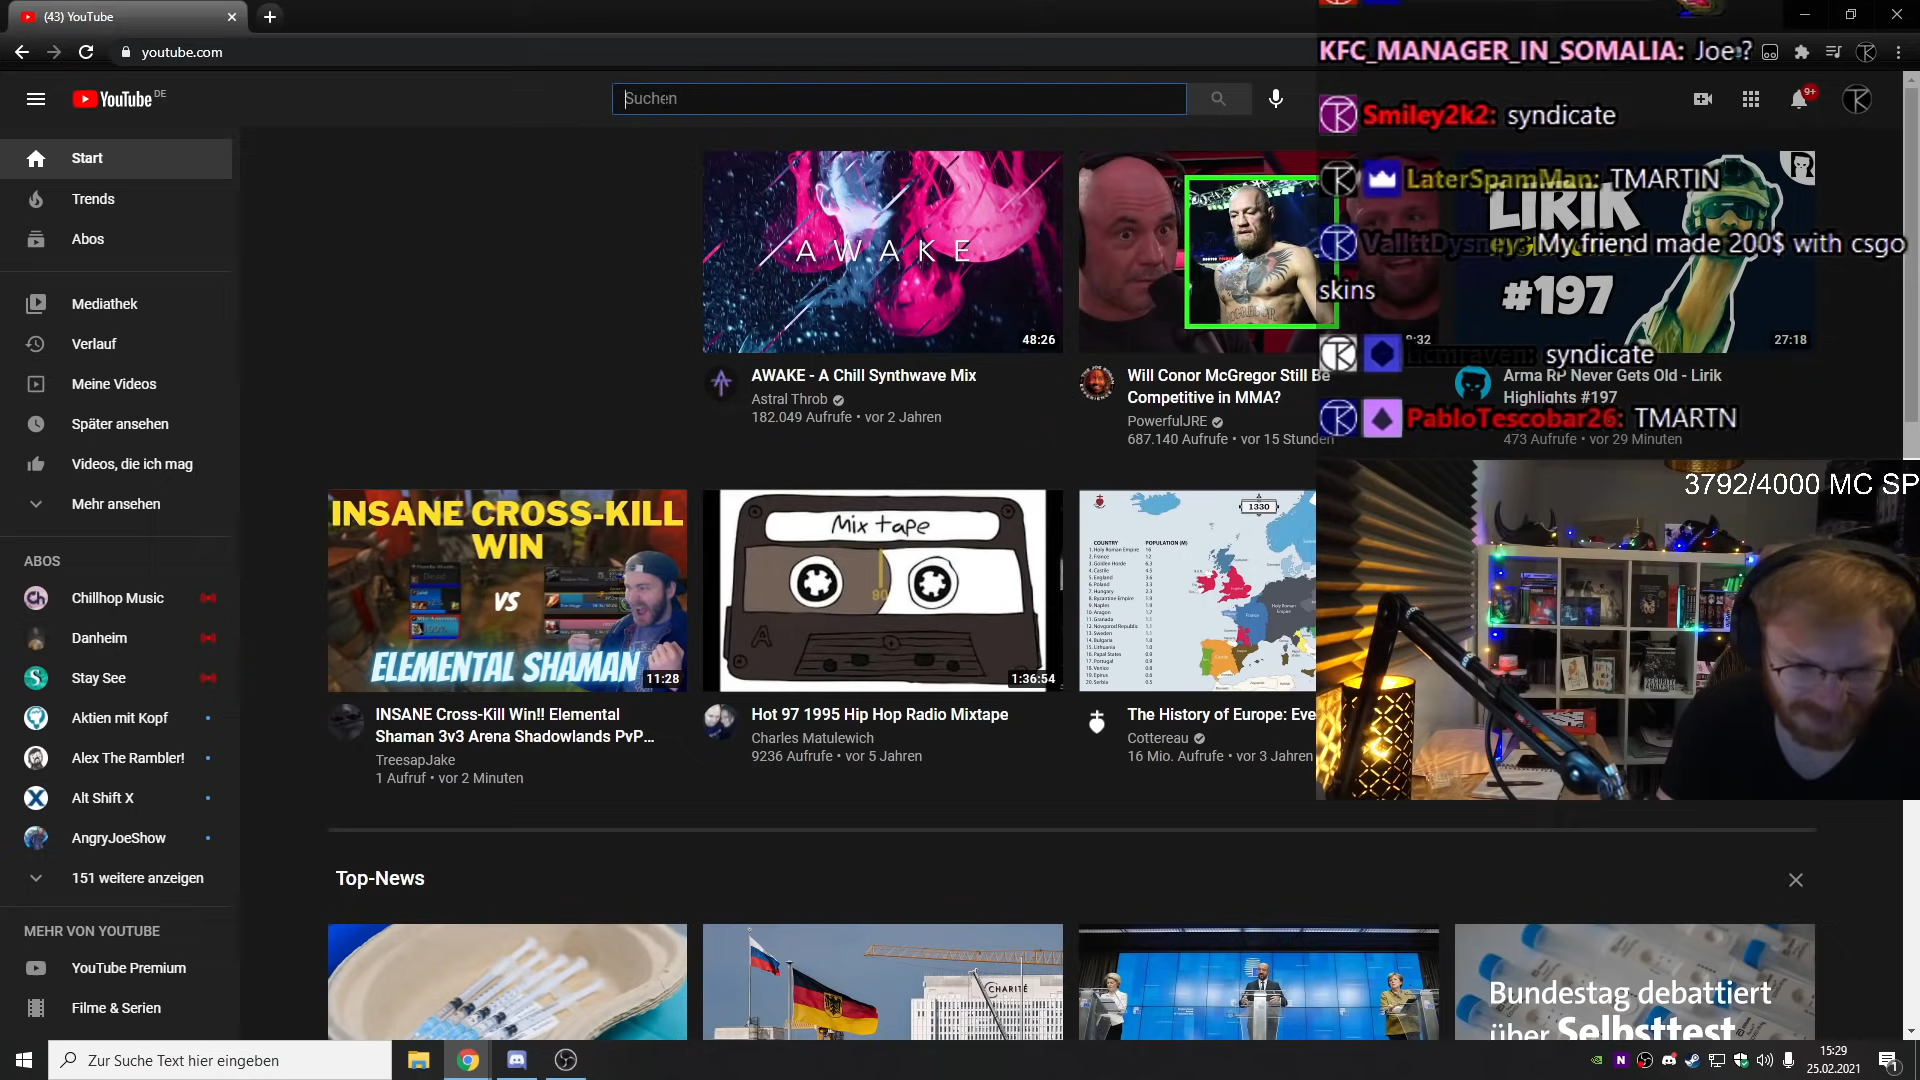 (43) YouTube
youtube.com
YouTube DE
Suchen
9+
Start
Trends
Abos
Mediathek
Verlauf
Meine Videos
Später ansehen
Videos, die ich mag
Mehr ansehen
ABOS
Chillhop Music
Danheim
Stay See
Aktien mit Kopf
Alex The Rambler!
Alt Shift X
AngryJoeShow
151 weitere anzeigen
MEHR VON YOUTUBE
YouTube Premium
Filme & Serien
KFC_MANAGER_IN_SOMALIA: Joe ?
Smiley2k2: syndicate
LaterSpamMan: TMARTIN
My friend made 200$ with csgo
skins
syndicate
PabloTescobar26: TMARTN
AWAKE
48:26
AWAKE - A Chill Synthwave Mix
Astral Throb
182.049 Aufrufe • vor 2 Jahren
Will Conor McGregor Still Be
Competitive in MMA?
PowerfulJRE
687.140 Aufrufe • vor 15 Stunden
LIRIK
#197
27:18
Arma RP Never Gets Old - Lirik
Highlights #197
473 Aufrufe • vor 29 Minuten
3792/4000 MC SP
INSANE CROSS-KILL
WIN
VS
ELEMENTAL SHAMAN
11:28
INSANE Cross-Kill Win!! Elemental
Shaman 3v3 Arena Shadowlands PvP...
TreesapJake
1 Aufruf • vor 2 Minuten
Mix tape
90
A
1:36:54
Hot 97 1995 Hip Hop Radio Mixtape
Charles Matulewich
9236 Aufrufe • vor 5 Jahren
1330
COUNTRY POPULATION (M)
The History of Europe: Eve
Cottereau
16 Mio. Aufrufe • vor 3 Jahren
Top-News
CHARITÉ
Bundestag debattiert
über Selbsttest
Zur Suche Text hier eingeben
15:29
25.02.2021
1